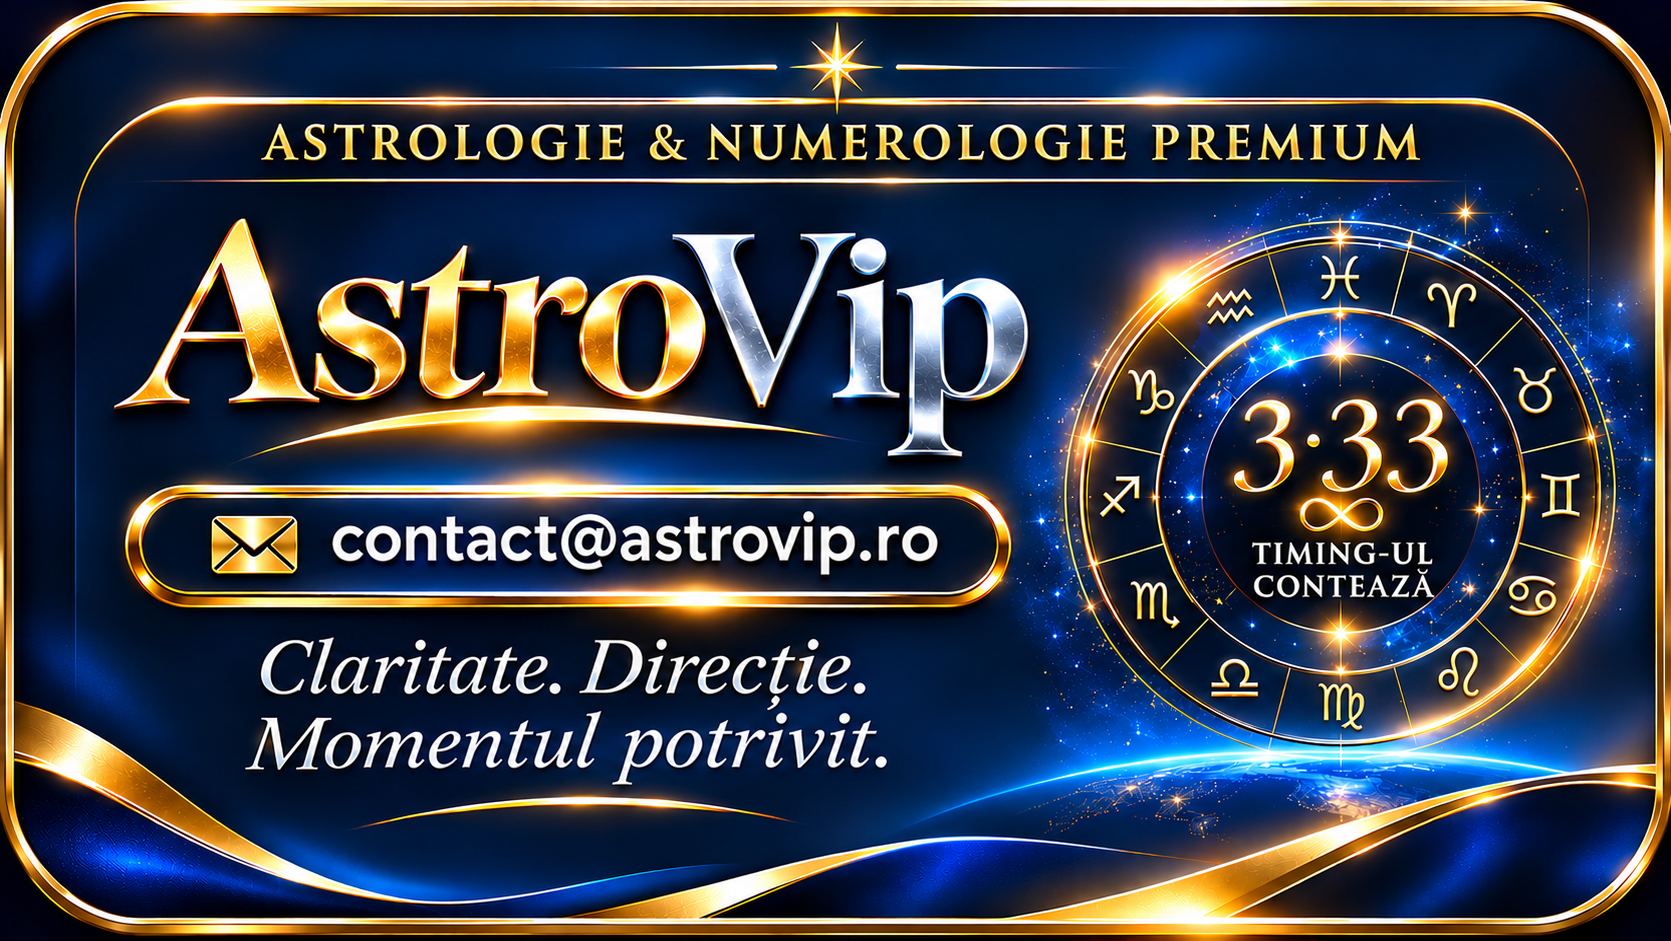 ASTROLOGIE & NUMEROLOGIE PREMIUM
AstroVip
contact@astrovip.ro
Claritate. Direcție.
Momentul potrivit.
♓
♈
♉
♊
♋
♌
♍
♎
♏
♐
♑
♒
3·33
∞
TIMING-UL
CONTEAZĂ